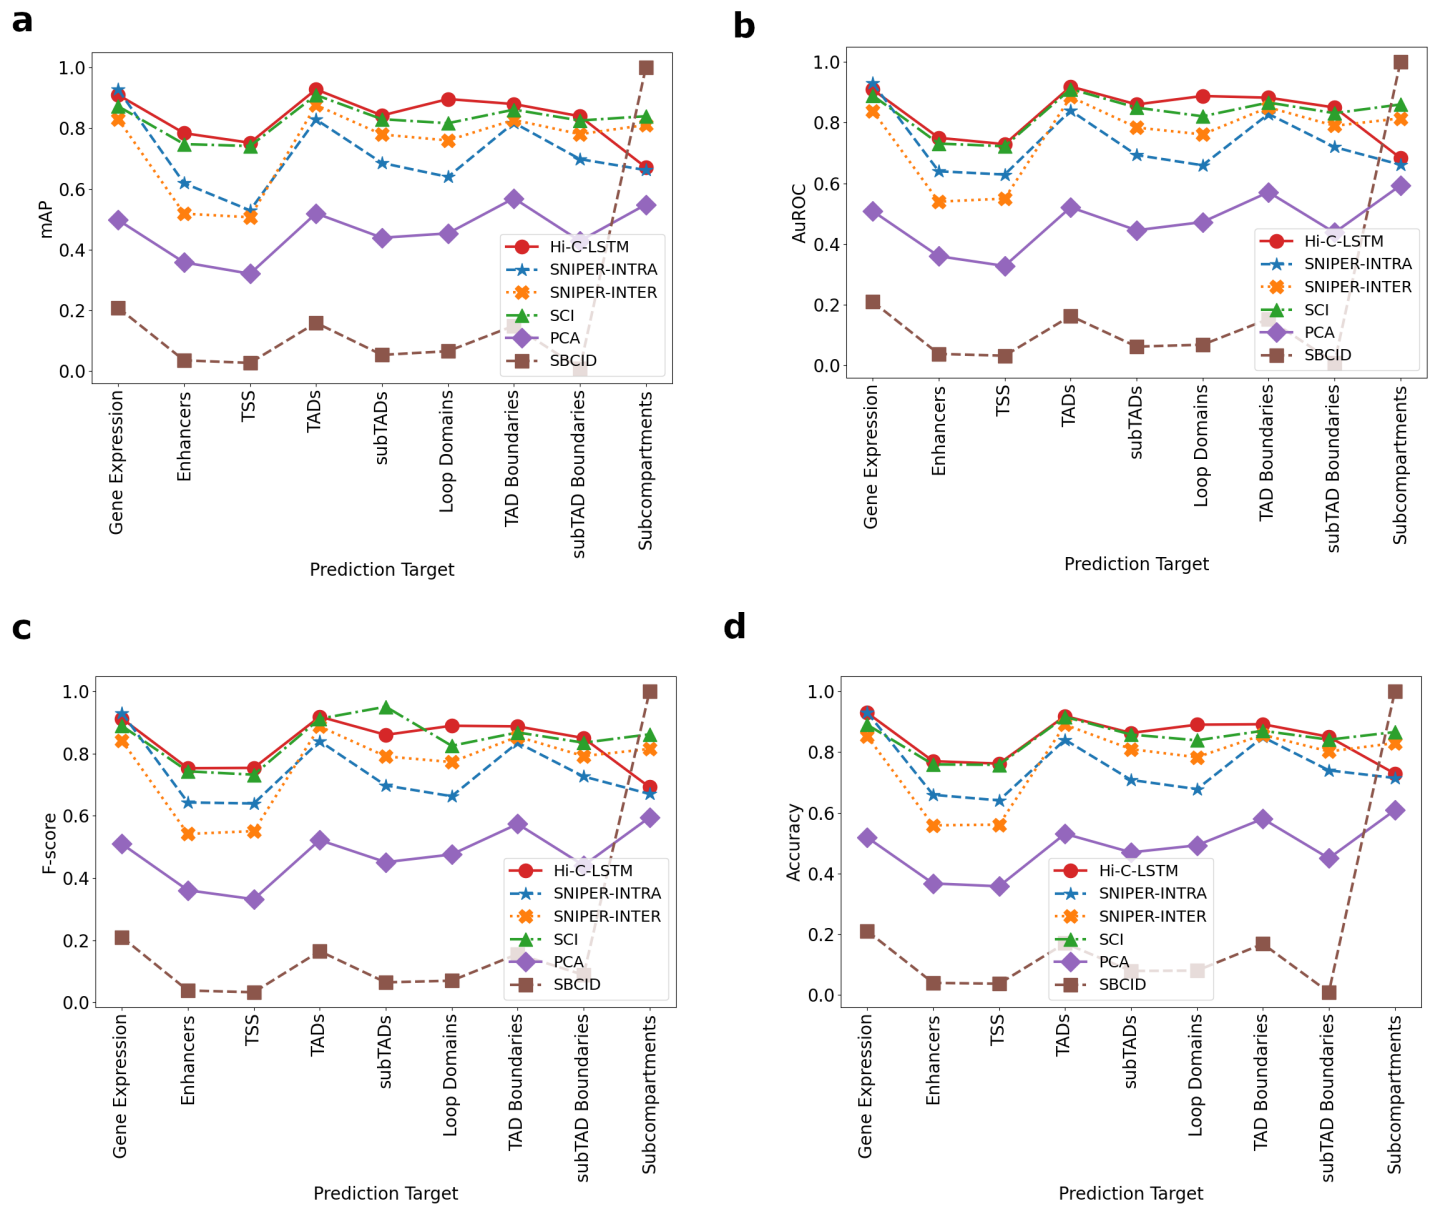 a
mAP
1.0
0.8
0.6
0.4
0.2
0.0
Hi-C-LSTM
SNIPER-INTRA
SNIPER-INTER
SCI
PCA
SBCID
Gene Expression
Enhancers
TSS
TADs
subTADs
Loop Domains
TAD Boundaries
subTAD Boundaries
Subcompartments
Prediction Target
b
AuROC
1.0
0.8
0.6
0.4
0.2
0.0
Hi-C-LSTM
SNIPER-INTRA
SNIPER-INTER
SCI
PCA
SBCID
Gene Expression
Enhancers
TSS
TADs
subTADs
Loop Domains
TAD Boundaries
subTAD Boundaries
Subcompartments
Prediction Target
c
F-score
1.0
0.8
0.6
0.4
0.2
0.0
Hi-C-LSTM
SNIPER-INTRA
SNIPER-INTER
SCI
PCA
SBCID
Gene Expression
Enhancers
TSS
TADs
subTADs
Loop Domains
TAD Boundaries
subTAD Boundaries
Subcompartments
Prediction Target
d
Accuracy
1.0
0.8
0.6
0.4
0.2
0.0
Hi-C-LSTM
SNIPER-INTRA
SNIPER-INTER
SCI
PCA
SBCID
Gene Expression
Enhancers
TSS
TADs
subTADs
Loop Domains
TAD Boundaries
subTAD Boundaries
Subcompartments
Prediction Target